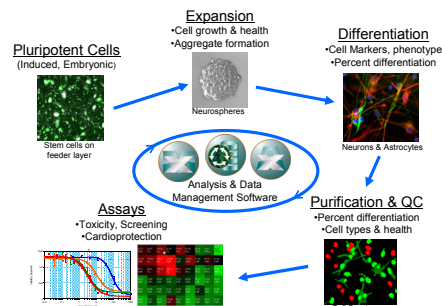 Expansion
•Cell growth & health
•Aggregate formation
Neurospheres
Pluripotent Cells
(Induced, Embryonic)
Stem cells on
feeder layer
Differentiation
•Cell Markers, phenotype
•Percent differentiation
Neurons & Astrocytes
Analysis & Data
Management Software
Assays
•Toxicity, Screening
•Cardioprotection
Purification & QC
•Percent differentiation
•Cell types & health